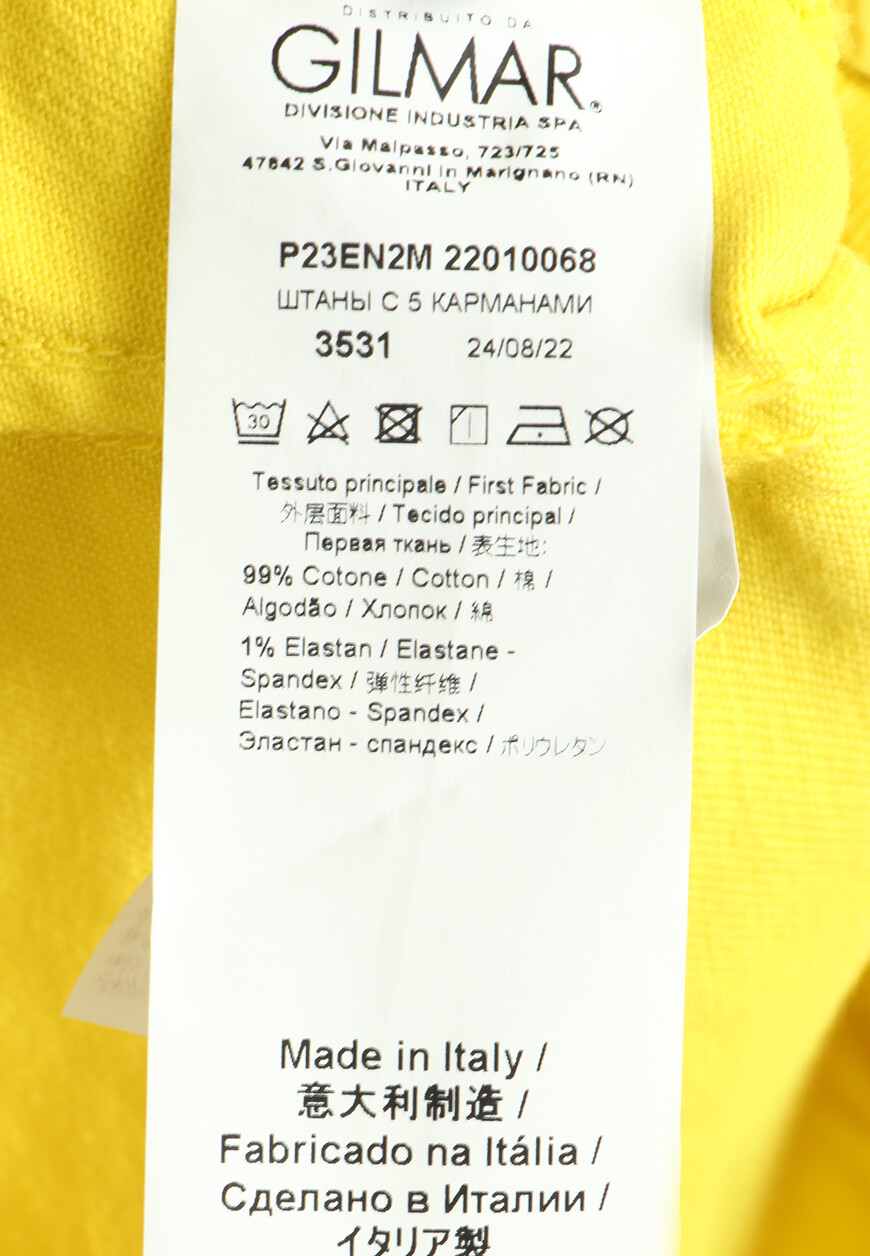 DISTRIBUITO DA
GILMAR®
DIVISIONE INDUSTRIA SPA
Via Malpasso, 723/725
47842 S.Giovanni in Marignano (RN)
ITALY
P23EN2M 22010068
ШТАНЫ С 5 КАРМАНАМИ
3531 24/08/22
30
Tessuto principale / First Fabric /
外层面料 / Tecido principal /
Первая ткань / 表生地:
99% Cotone / Cotton / 棉 /
Algodão / Хлопок / 綿
1% Elastan / Elastane -
Spandex / 弹性纤维 /
Elastano - Spandex /
Эластан - спандекс / ポリウレタン
Made in Italy /
意大利制造 /
Fabricado na Itália /
Сделано в Италии /
イタリア製